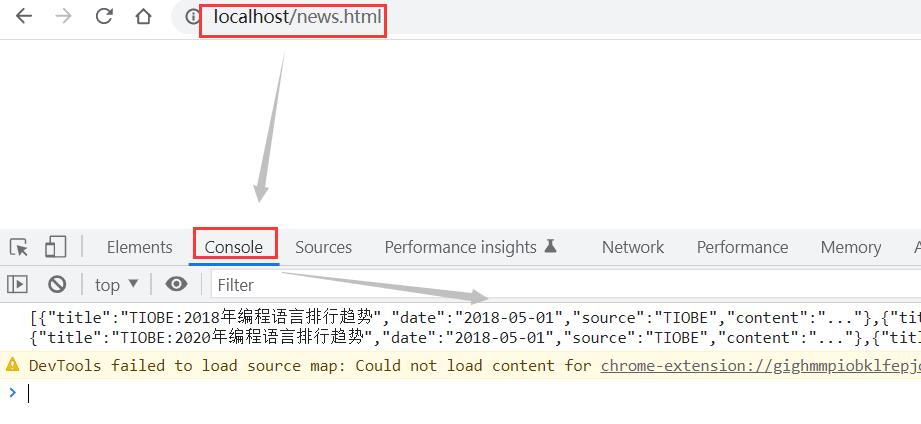 localhost/news.html
Elements Console Sources Performance insights Network Performance Memory
top Filter
[{"title":"TIOBE:2018年编程语言排行趋势","date":"2018-05-01","source":"TIOBE","content":"..."},{"tit
{"title":"TIOBE:2020年编程语言排行趋势","date":"2018-05-01","source":"TIOBE","content":"..."},{"tit
DevTools failed to load source map: Could not load content for chrome-extension://gighmmpiobklfepj